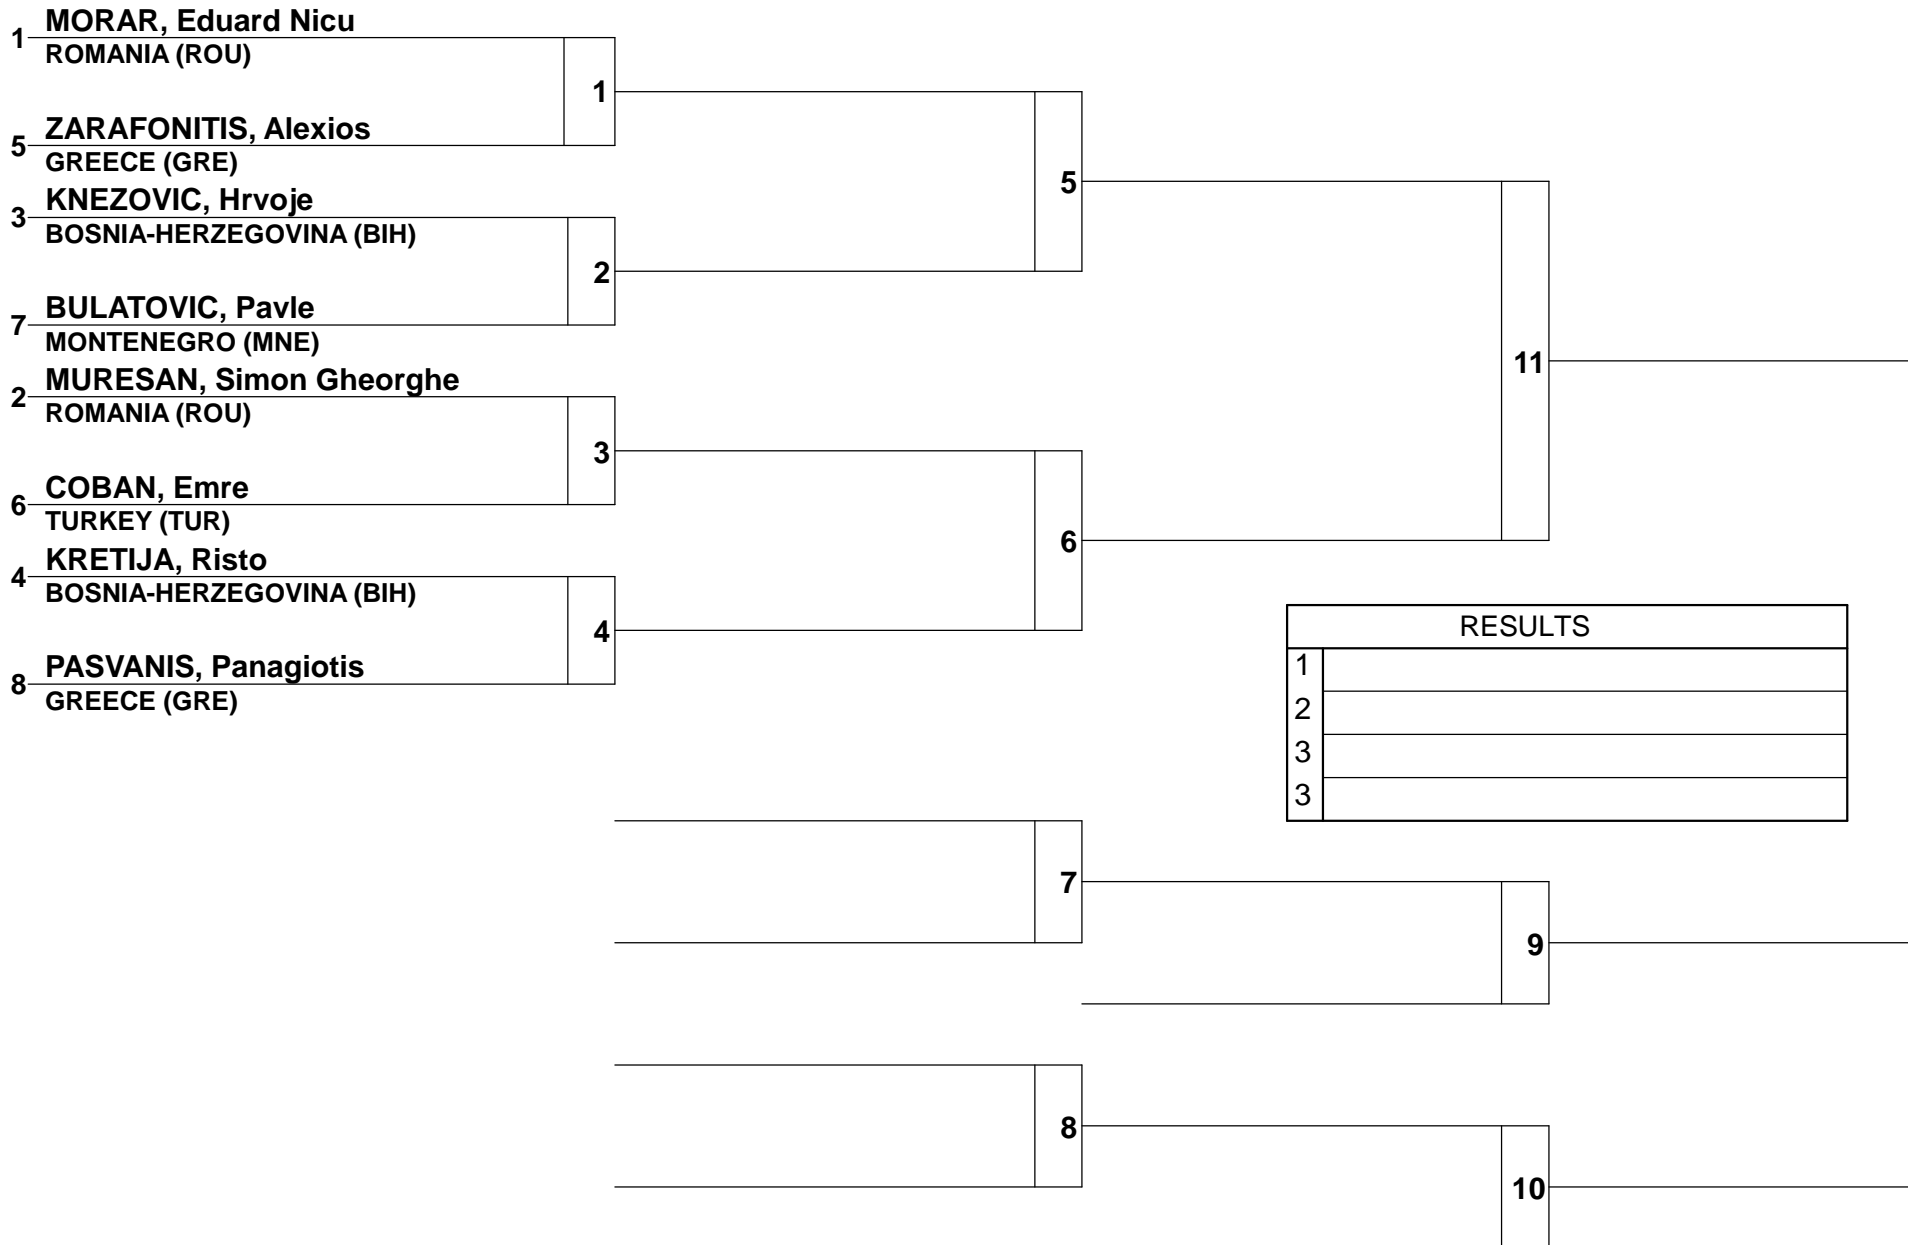 1 MORAR, Eduard Nicu
ROMANIA (ROU)
1
5 ZARAFONITIS, Alexios
GREECE (GRE)
5
3 KNEZOVIC, Hrvoje
BOSNIA-HERZEGOVINA (BIH)
2
7 BULATOVIC, Pavle
MONTENEGRO (MNE)
11
2 MURESAN, Simon Gheorghe
ROMANIA (ROU)
3
6 COBAN, Emre
TURKEY (TUR)
6
4 KRETIJA, Risto
BOSNIA-HERZEGOVINA (BIH)
4
8 PASVANIS, Panagiotis
GREECE (GRE)
RESULTS
1
2
3
3
7
9
8
10